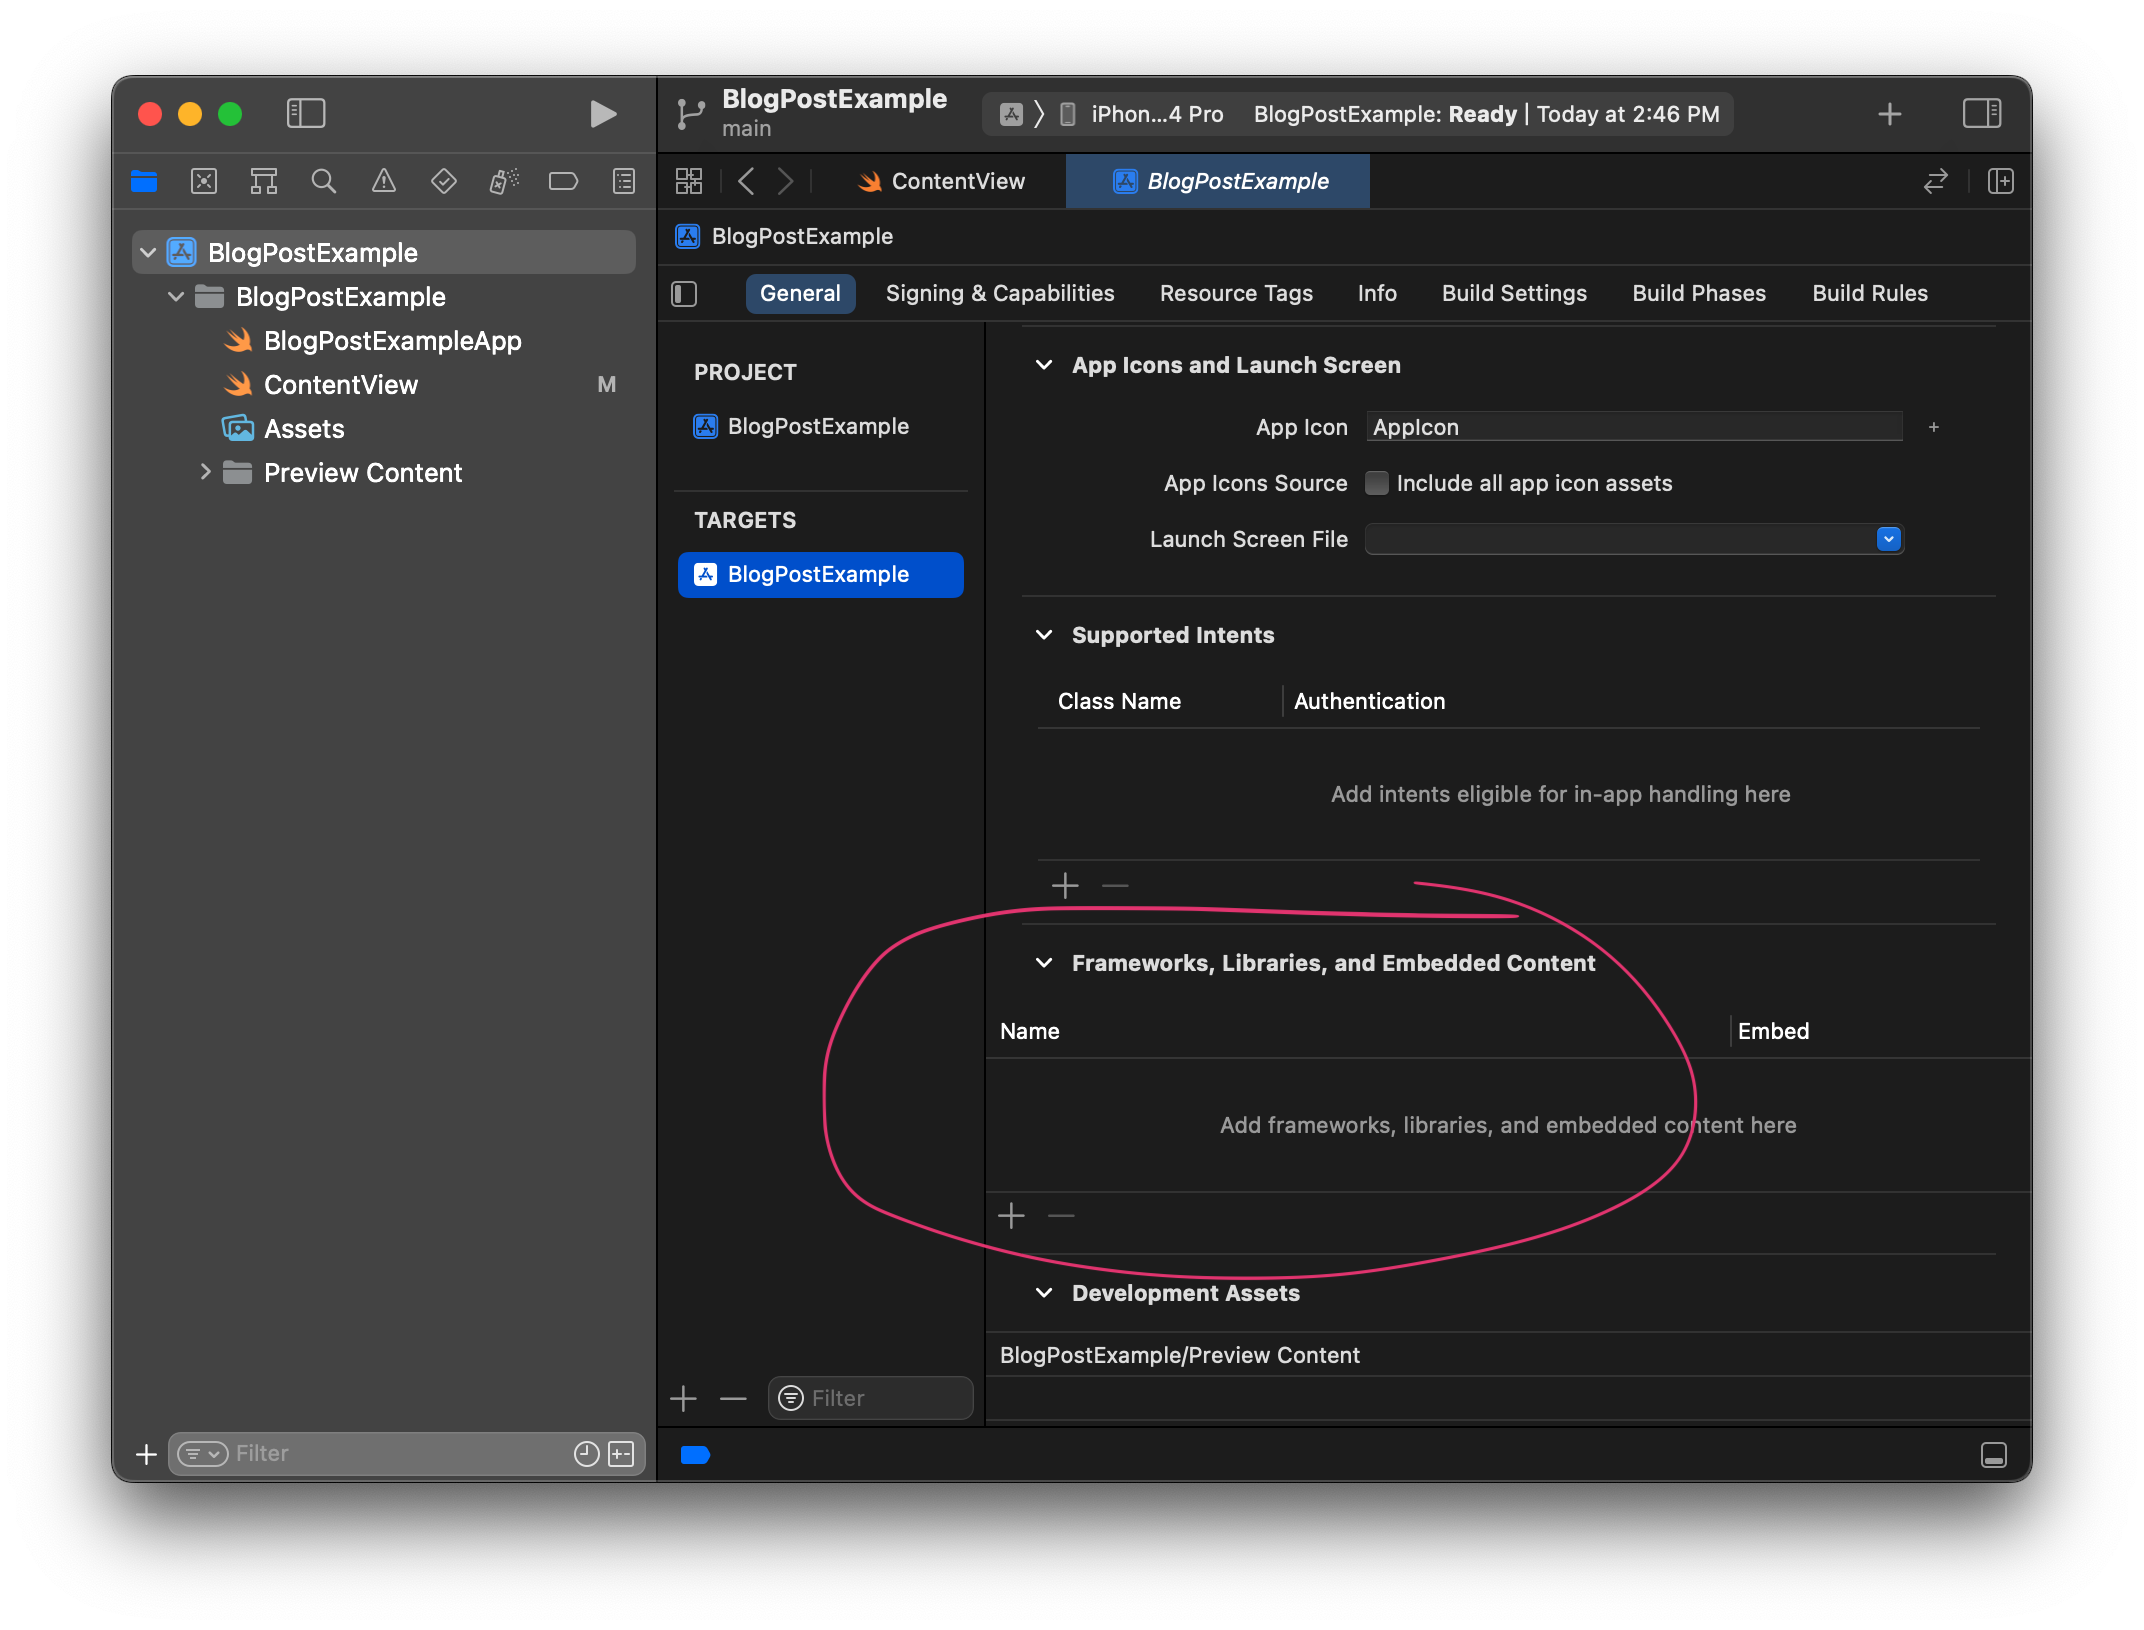 BlogPostExample
main
iPhon...4 Pro
BlogPostExample: Ready | Today at 2:46 PM
ContentView
BlogPostExample
BlogPostExample
BlogPostExample
BlogPostExample
BlogPostExampleApp
ContentView M
Assets
Preview Content
Filter
General Signing & Capabilities Resource Tags Info Build Settings Build Phases Build Rules
PROJECT
BlogPostExample
TARGETS
BlogPostExample
Filter
App Icons and Launch Screen
App Icon AppIcon +
App Icons Source Include all app icon assets
Launch Screen File
Supported Intents
Class Name Authentication
Add intents eligible for in-app handling here
Frameworks, Libraries, and Embedded Content
Name Embed
Add frameworks, libraries, and embedded content here
Development Assets
BlogPostExample/Preview Content